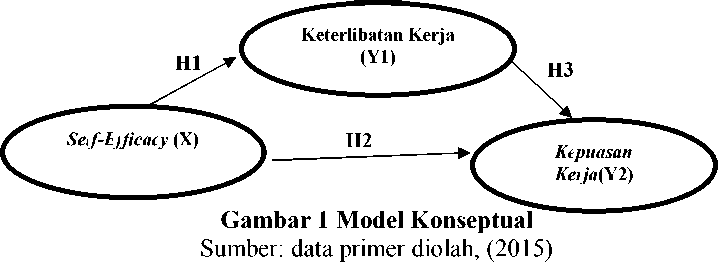 Keterlibatan Kerja
(Y1)
H1
H3
Self-Efficacy (X)
H2
Kepuasan
Kerja(Y2)
Gambar 1 Model Konseptual
Sumber: data primer diolah, (2015)